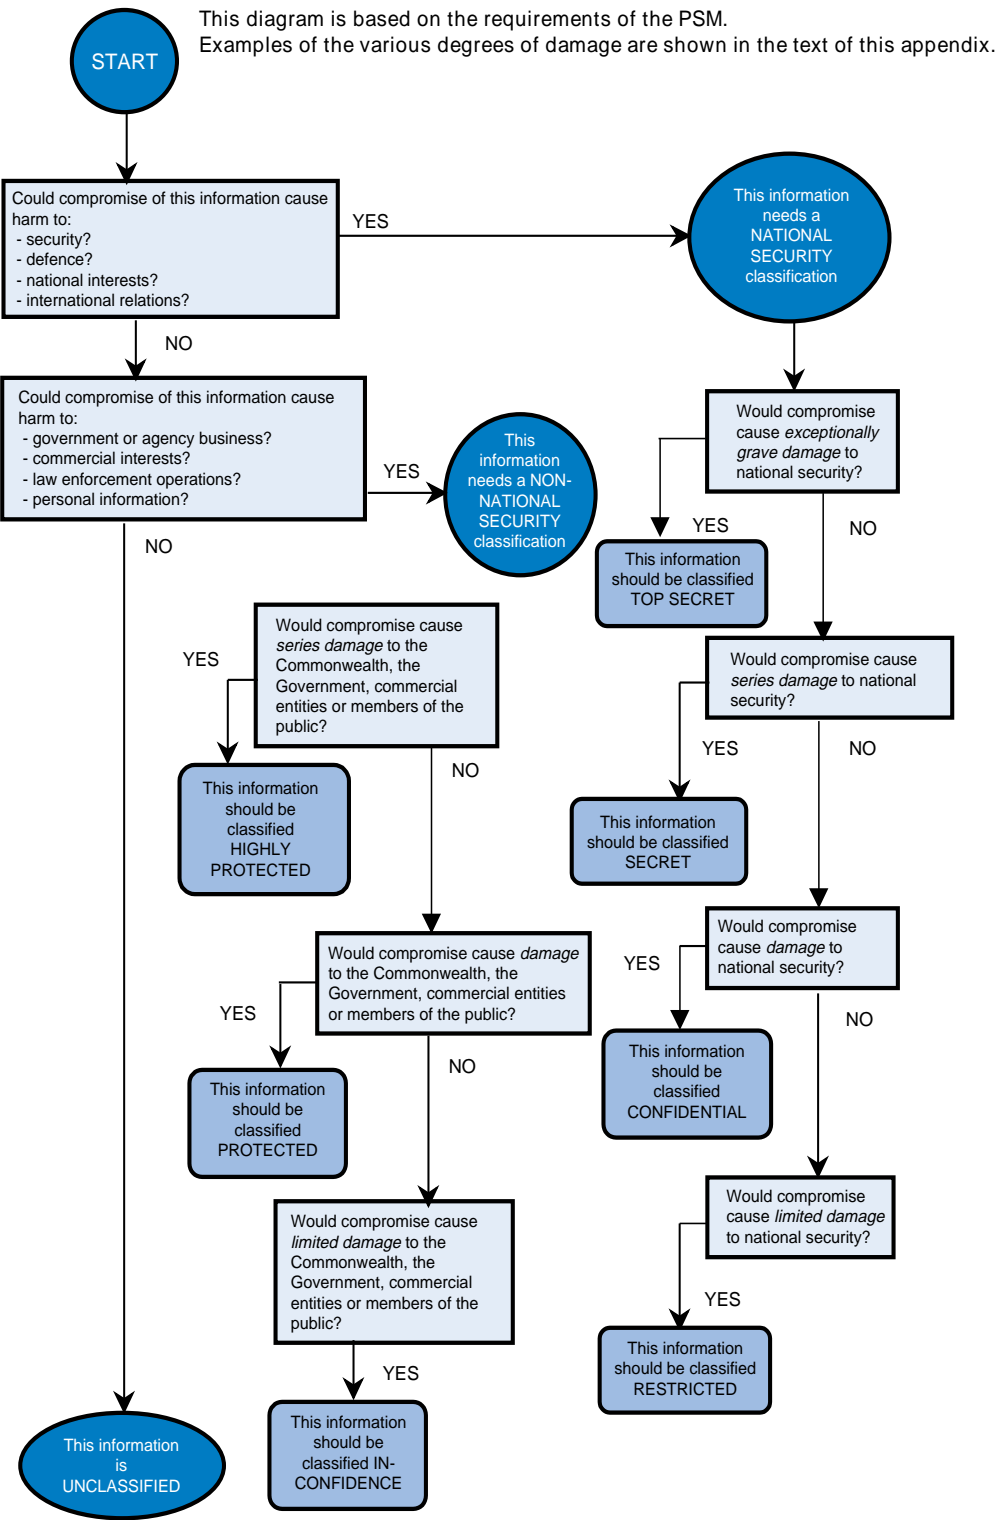 This diagram is based on the requirements of the PSM.
Examples of the various degrees of damage are shown in the text of this appendix.
START
Could compromise of this information cause
harm to:
- security?
- defence?
- national interests?
- international relations?
YES
This information
needs a
NATIONAL
SECURITY
classification
NO
Could compromise of this information cause
harm to:
- government or agency business?
- commercial interests?
- law enforcement operations?
- personal information?
YES
This
information
needs a NON-
NATIONAL
SECURITY
classification
NO
Would compromise
cause exceptionally
grave damage to
national security?
YES
NO
This information
should be classified
TOP SECRET
Would compromise cause
series damage to the
Commonwealth, the
Government, commercial
entities or members of the
public?
YES
NO
This information
should be
classified
HIGHLY
PROTECTED
Would compromise cause
series damage to national
security?
YES
NO
This information
should be classified
SECRET
Would compromise cause damage
to the Commonwealth, the
Government, commercial entities
or members of the public?
YES
NO
This information
should be
classified
PROTECTED
Would compromise
cause damage to
national security?
YES
NO
This information
should be
classified
CONFIDENTIAL
Would compromise cause
limited damage to the
Commonwealth, the
Government, commercial
entities or members of the
public?
YES
This information
should be
classified IN-
CONFIDENCE
Would compromise
cause limited damage
to national security?
YES
This information
should be classified
RESTRICTED
This information
is
UNCLASSIFIED